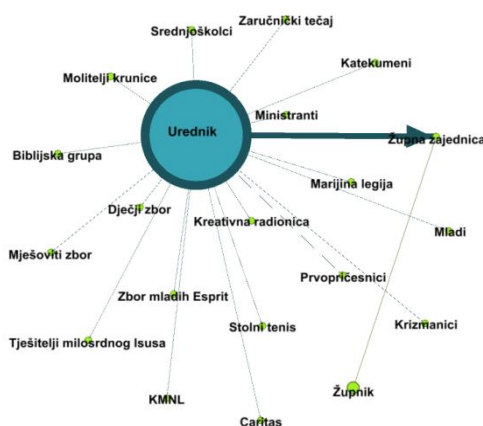 Zaručnički tečaj
Srednjoškolci
Katekumeni
Molitelji krunice
Ministranti
Urednik
Župna zajednica
Biblijska grupa
Marijina legija
Dječji zbor
Kreativna radionica
Mladi
Mješoviti zbor
Prvopričesnici
Zbor mladih Esprit
Krizmanici
Stolni tenis
Tješitelji milosrdnog Isusa
Župnik
KMNL
Caritas